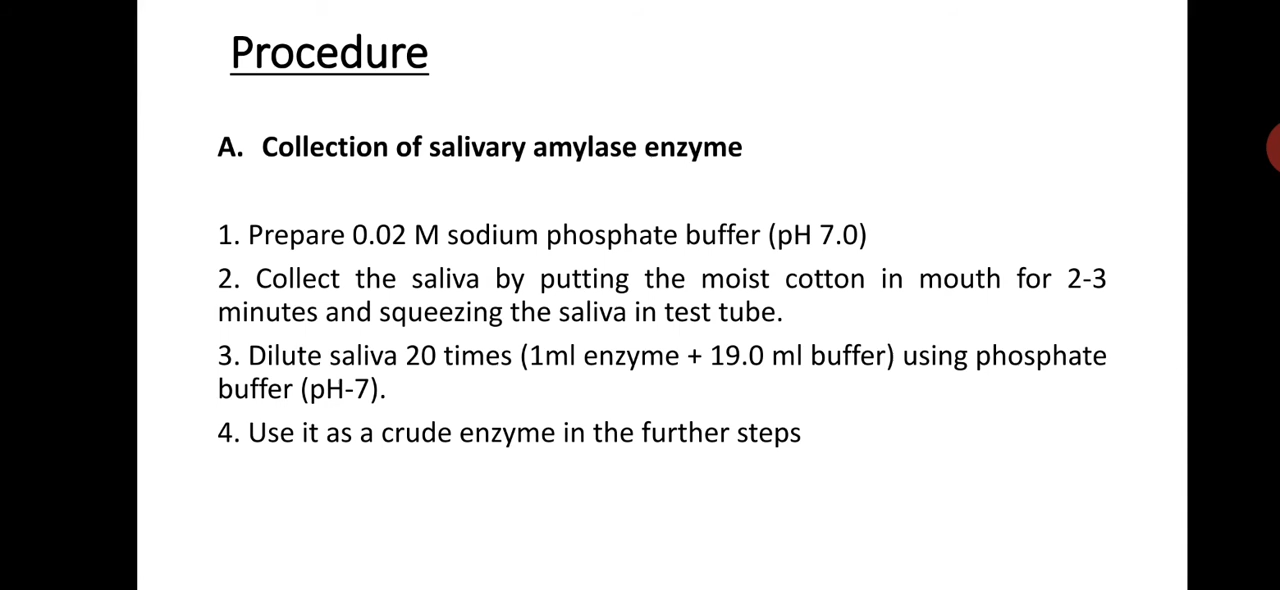 Procedure
A. Collection of salivary amylase enzyme
1. Prepare 0.02 M sodium phosphate buffer (pH 7.0)
2. Collect the saliva by putting the moist cotton in mouth for 2-3
minutes and squeezing the saliva in test tube.
3. Dilute saliva 20 times (1ml enzyme + 19.0 ml buffer) using phosphate
buffer (pH-7).
4. Use it as a crude enzyme in the further steps